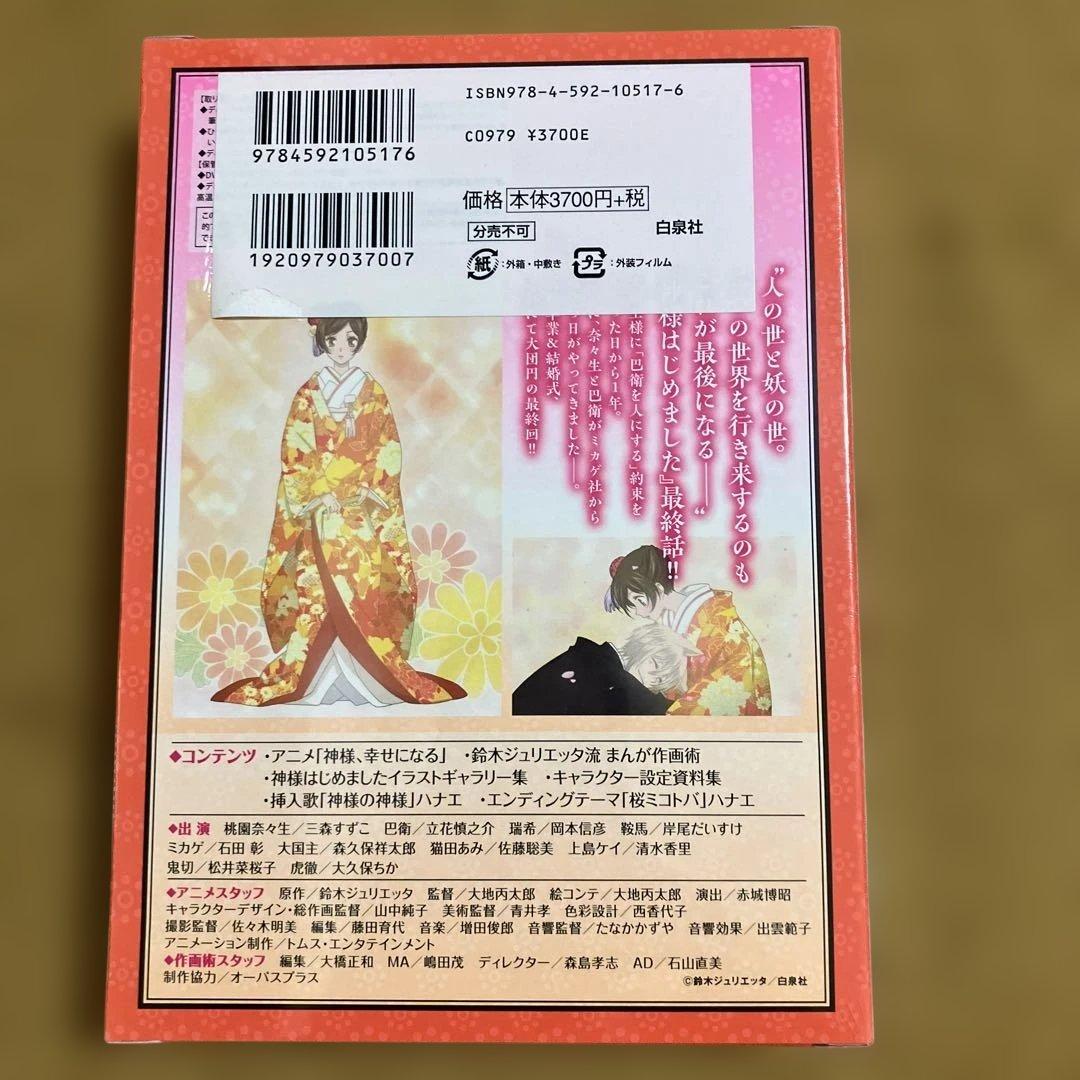 ISBN978-4-592-10517-6
C0979 ¥3700E
9784592105176
価格 本体3700円+税
分売不可
白泉社
紙 :外箱・中敷き プラ :外装フィルム
1920979037007
【取り
◆デ
筆
◆ひ
い
◆デ
【保管
◆DV
◆デ
高温
この
的
で
"人の世と妖の世。
の世界を行き来するのも
が最後になる――"
様はじめました』最終話!!
様に「巴衛を人にする」約束を
った日から1年。
に、奈々生と巴衛がミカゲ社から
つ日がやってきました――。
業&結婚式、
にて大団円の最終回!!
◆コンテンツ ・アニメ「神様、幸せになる」 ・鈴木ジュリエッタ流 まんが作画術
・神様はじめましたイラストギャラリー集 ・キャラクター設定資料集
・挿入歌「神様の神様」ハナエ ・エンディングテーマ「桜ミコトバ」ハナエ
◆出 演 桃園奈々生/三森すずこ 巴衛/立花慎之介 瑞希/岡本信彦 鞍馬/岸尾だいすけ
ミカゲ/石田 彰 大国主/森久保祥太郎 猫田あみ/佐藤聡美 上島ケイ/清水香里
鬼切/松井菜桜子 虎徹/大久保ちか
◆アニメスタッフ 原作/鈴木ジュリエッタ 監督/大地丙太郎 絵コンテ/大地丙太郎 演出/赤城博昭
キャラクターデザイン・総作画監督/山中純子 美術監督/青井孝 色彩設計/西香代子
撮影監督/佐々木明美 編集/藤田育代 音楽/増田俊郎 音響監督/たなかかずや 音響効果/出雲範子
アニメーション制作/トムス・エンタテインメント
◆作画術スタッフ 編集/大橋正和 MA/嶋田茂 ディレクター/森島孝志 AD/石山直美
制作協力/オーパスプラス
©鈴木ジュリエッタ/白泉社